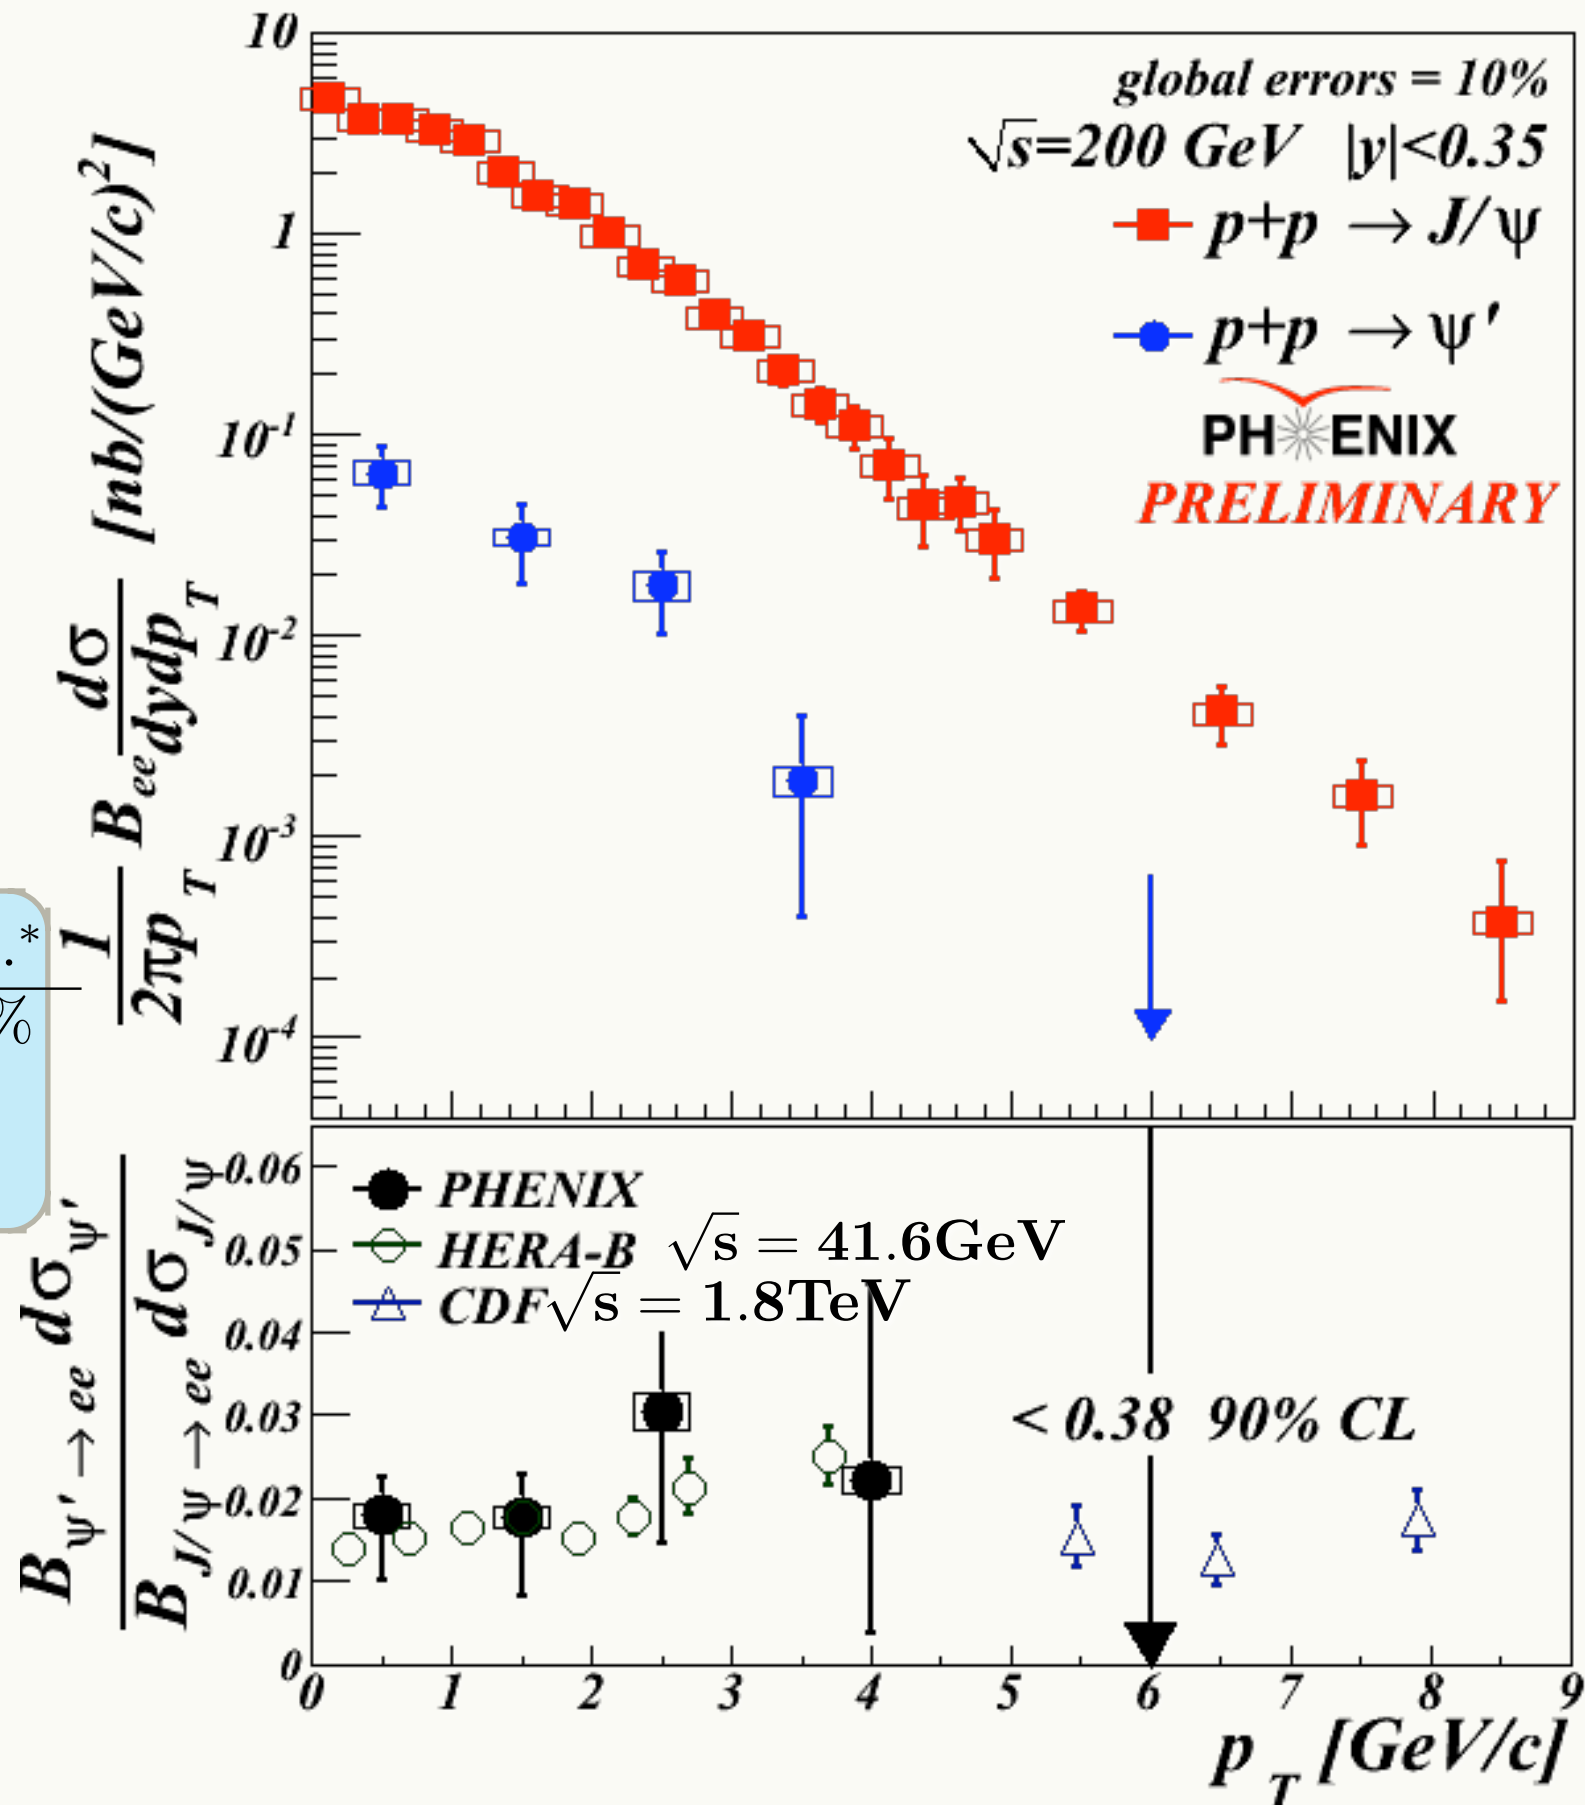 10
global errors = 10%
√s=200 GeV |y|<0.35
p+p → J/ψ
1
p+p → ψ'
PHENIX
10⁻¹
PRELIMINARY
10⁻²
10⁻³
10⁻⁴
1/2πp_T B_ee dσ/dydp_T [nb/(GeV/c)²]
.*
%
0.06
PHENIX
0.05
HERA-B √s = 41.6GeV
CDF √s = 1.8TeV
0.04
0.03
< 0.38 90% CL
0.02
0.01
0
B_ψ'→ee dσ_ψ'
B_J/ψ→ee dσ_J/ψ
0 1 2 3 4 5 6 7 8 9
p_T [GeV/c]